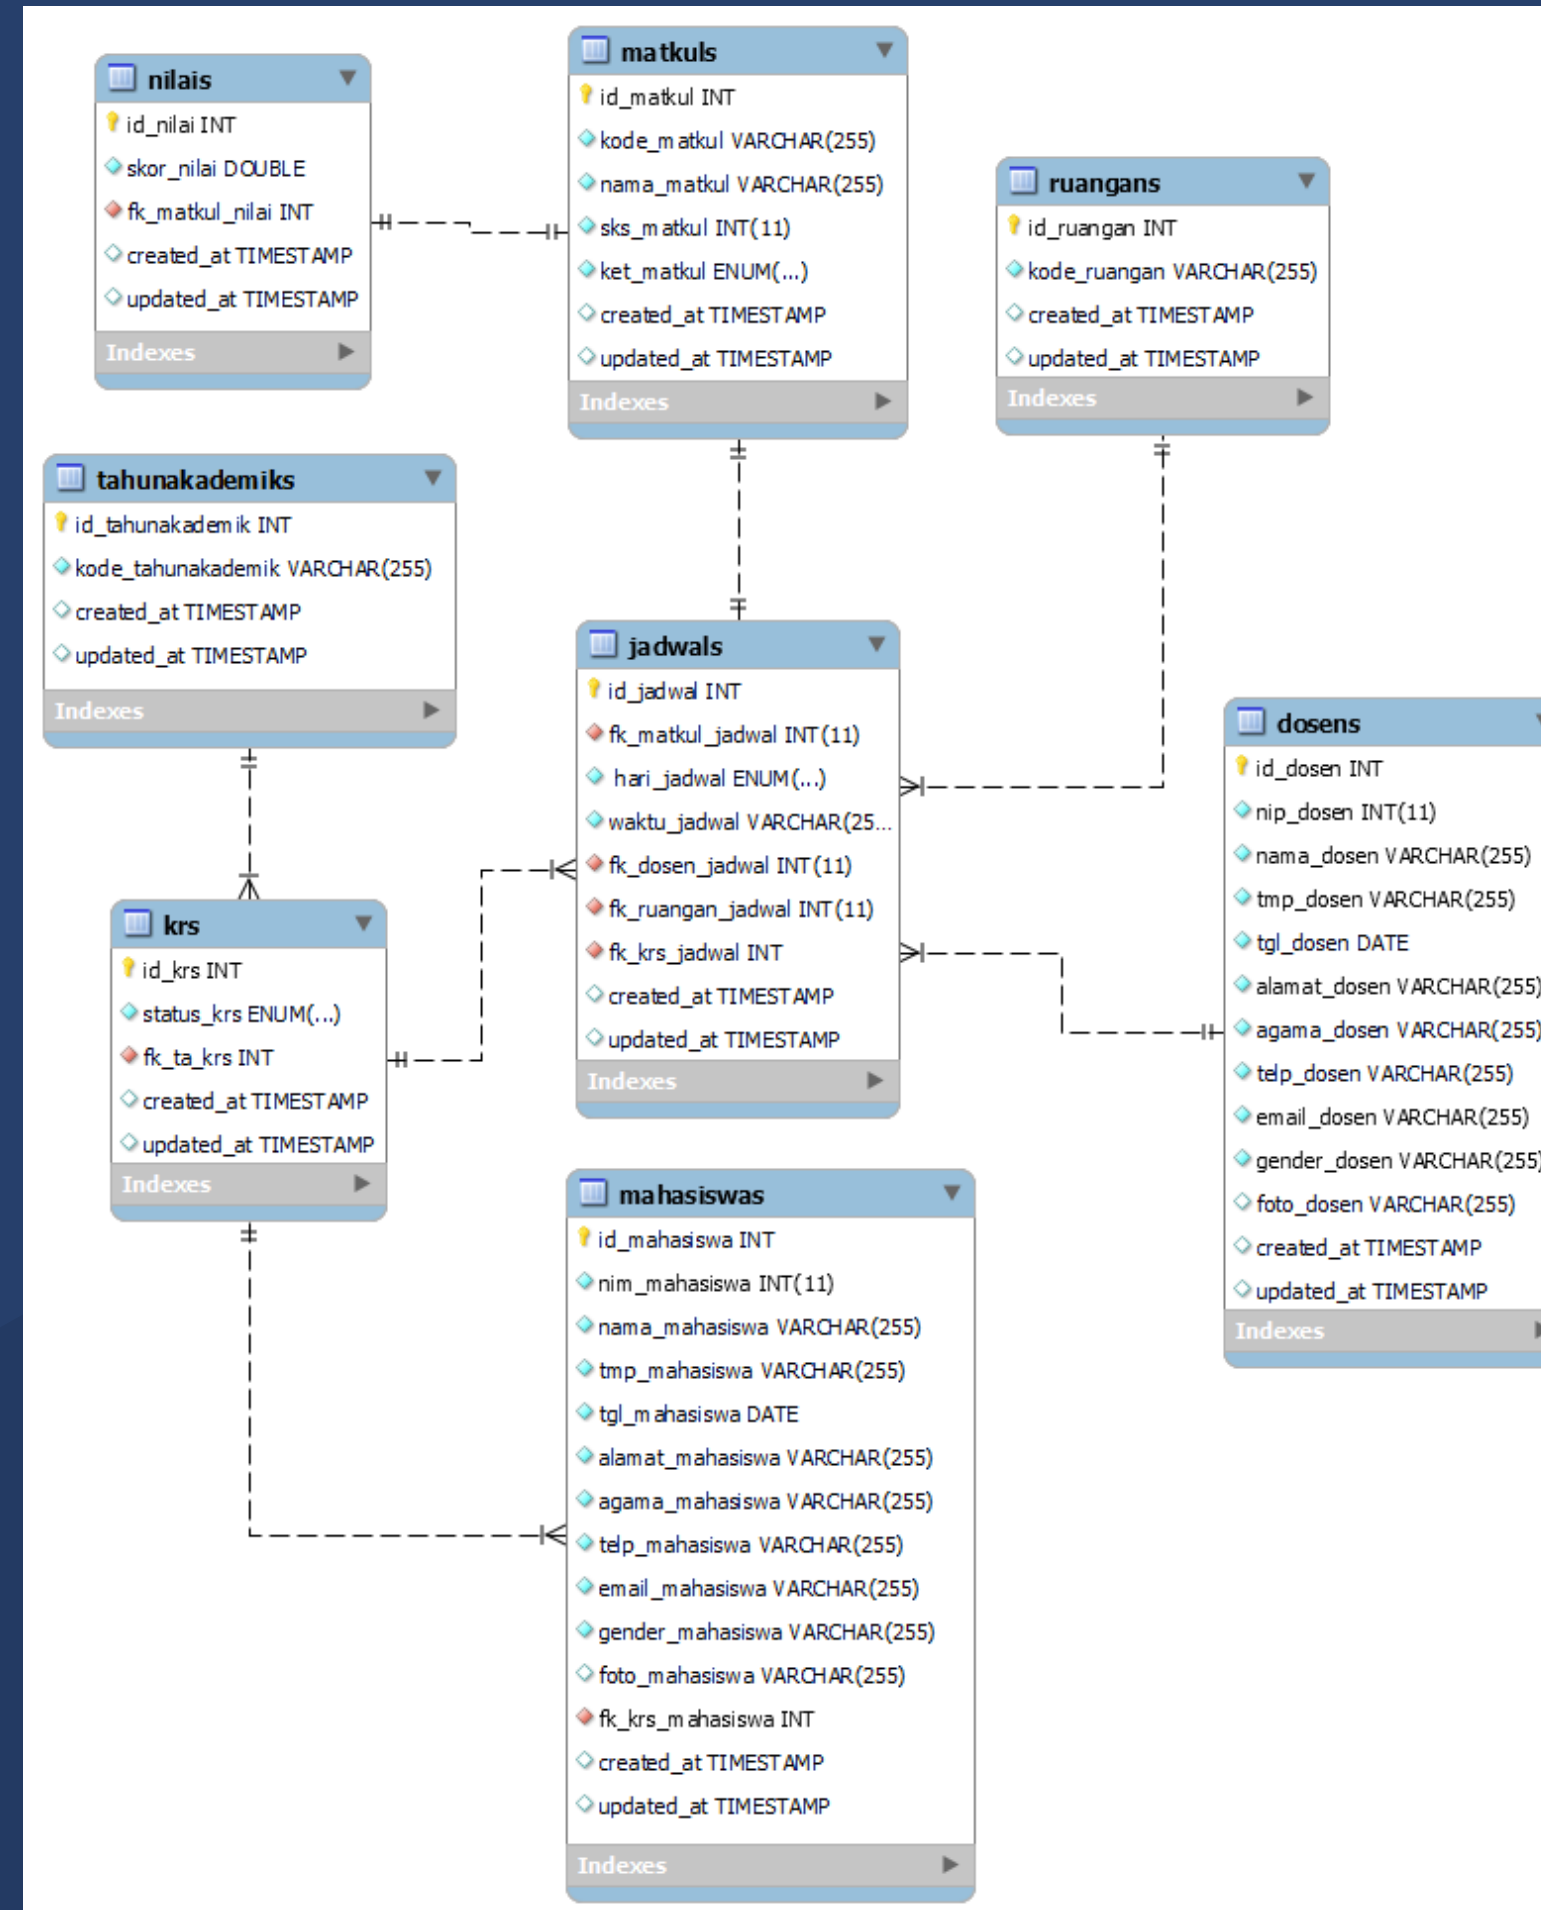 nilais
id_nilai INT
skor_nilai DOUBLE
fk_matkul_nilai INT
created_at TIMESTAMP
updated_at TIMESTAMP
Indexes
matkuls
id_matkul INT
kode_matkul VARCHAR(255)
nama_matkul VARCHAR(255)
sks_matkul INT(11)
ket_matkul ENUM(...)
created_at TIMESTAMP
updated_at TIMESTAMP
Indexes
ruangans
id_ruangan INT
kode_ruangan VARCHAR(255)
created_at TIMESTAMP
updated_at TIMESTAMP
Indexes
tahunakademiks
id_tahunakademik INT
kode_tahunakademik VARCHAR(255)
created_at TIMESTAMP
updated_at TIMESTAMP
Indexes
jadwals
id_jadwal INT
fk_matkul_jadwal INT(11)
hari_jadwal ENUM(...)
waktu_jadwal VARCHAR(25...
fk_dosen_jadwal INT(11)
fk_ruangan_jadwal INT(11)
fk_krs_jadwal INT
created_at TIMESTAMP
updated_at TIMESTAMP
Indexes
dosens
id_dosen INT
nip_dosen INT(11)
nama_dosen VARCHAR(255)
tmp_dosen VARCHAR(255)
tgl_dosen DATE
alamat_dosen VARCHAR(255)
agama_dosen VARCHAR(255)
telp_dosen VARCHAR(255)
email_dosen VARCHAR(255)
gender_dosen VARCHAR(255)
foto_dosen VARCHAR(255)
created_at TIMESTAMP
updated_at TIMESTAMP
Indexes
krs
id_krs INT
status_krs ENUM(...)
fk_ta_krs INT
created_at TIMESTAMP
updated_at TIMESTAMP
Indexes
mahasiswas
id_mahasiswa INT
nim_mahasiswa INT(11)
nama_mahasiswa VARCHAR(255)
tmp_mahasiswa VARCHAR(255)
tgl_mahasiswa DATE
alamat_mahasiswa VARCHAR(255)
agama_mahasiswa VARCHAR(255)
telp_mahasiswa VARCHAR(255)
email_mahasiswa VARCHAR(255)
gender_mahasiswa VARCHAR(255)
foto_mahasiswa VARCHAR(255)
fk_krs_mahasiswa INT
created_at TIMESTAMP
updated_at TIMESTAMP
Indexes